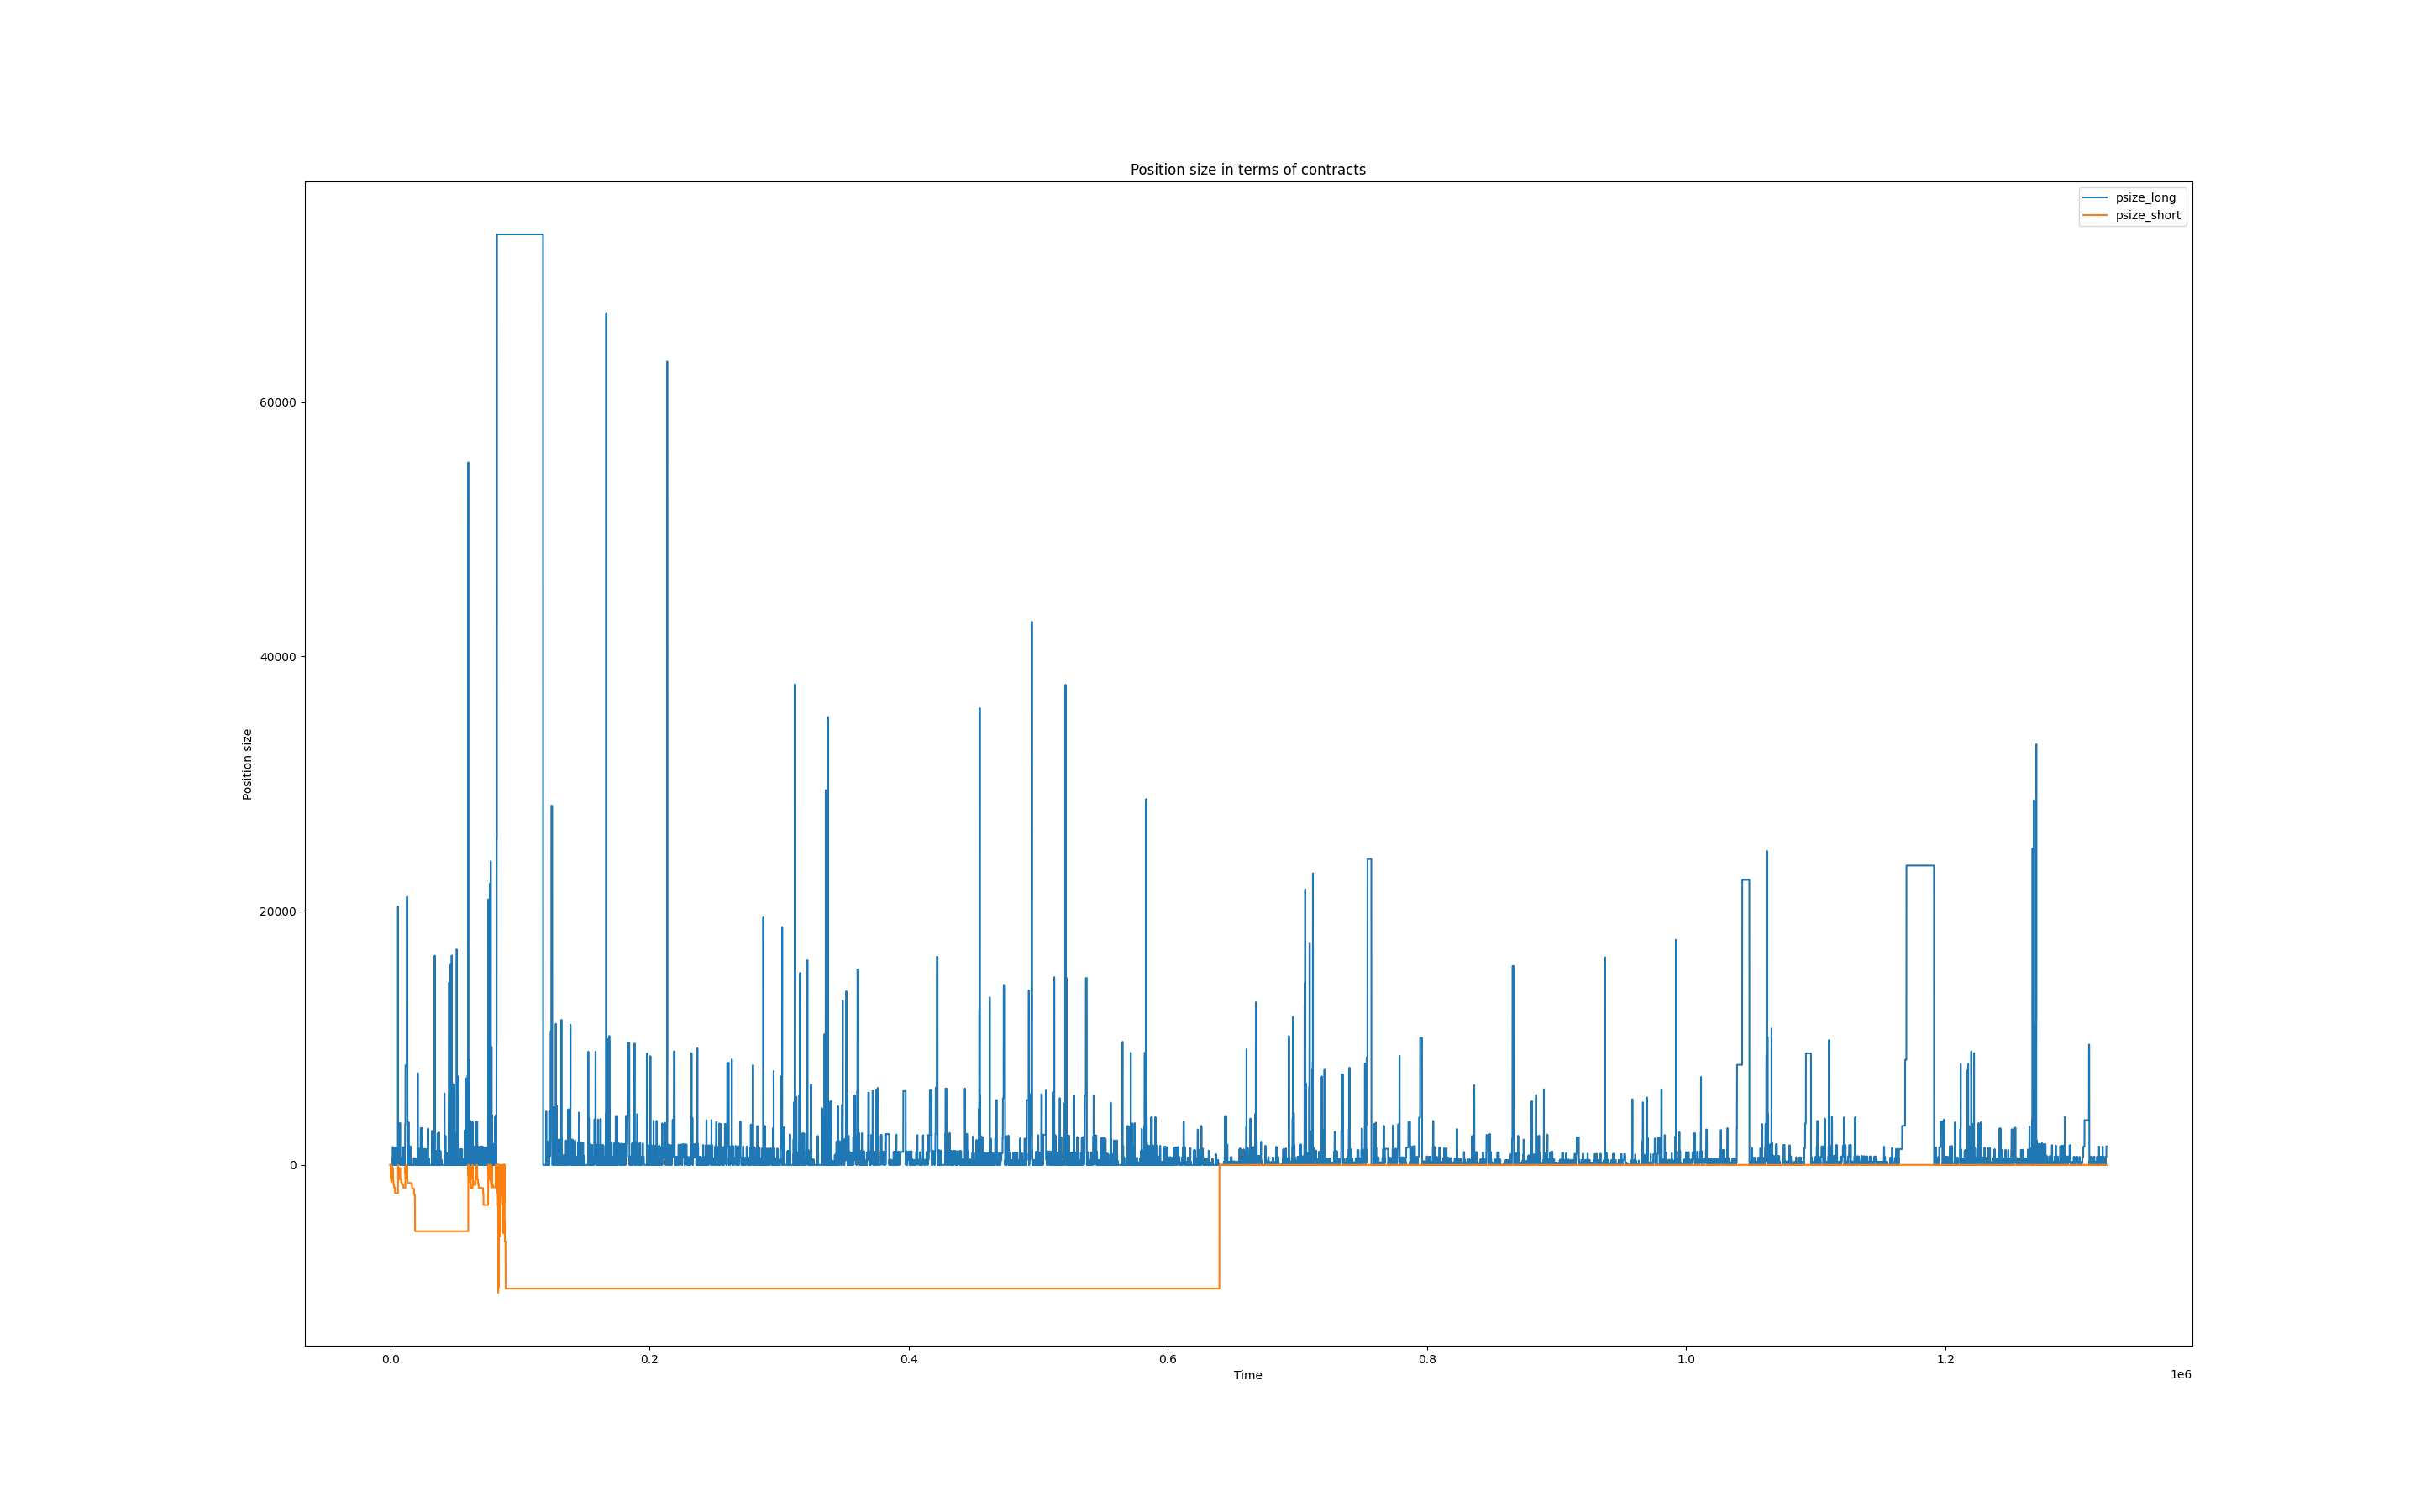 Position size in terms of contracts
psize_long
psize_short
60000
40000
20000
0
Position size
0.0 0.2 0.4 0.6 0.8 1.0 1.2
Time
1e6